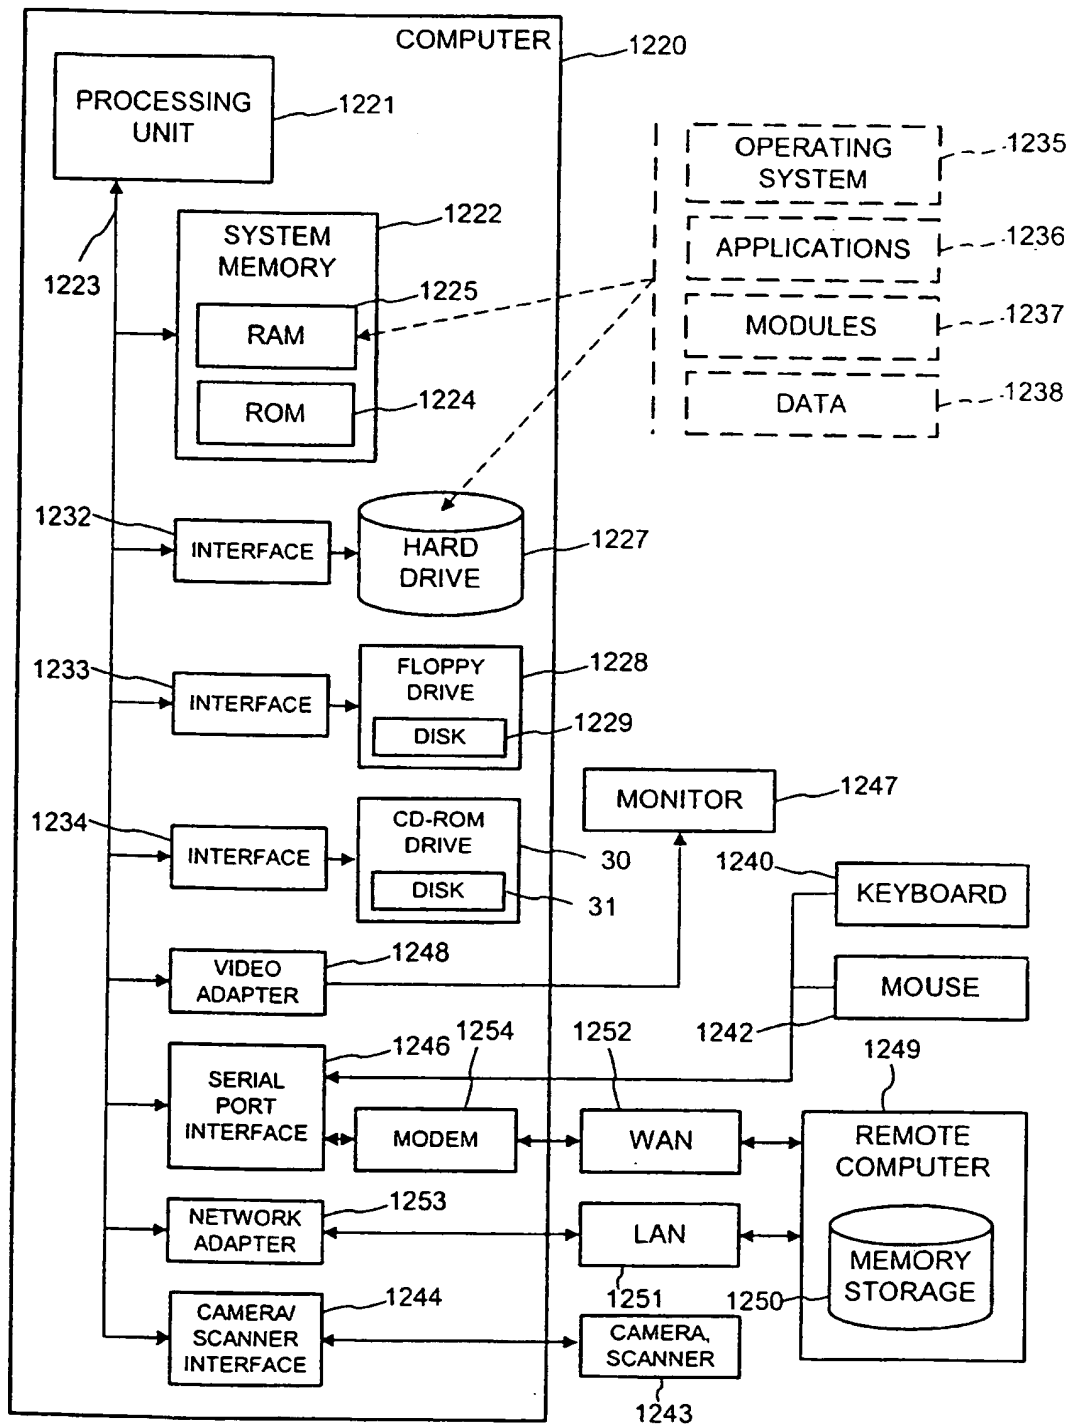 COMPUTER
1220
PROCESSING
UNIT
1221
1223
SYSTEM
MEMORY
1222
RAM
1225
ROM
1224
OPERATING
SYSTEM
1235
APPLICATIONS
1236
MODULES
1237
DATA
1238
1232
INTERFACE
HARD
DRIVE
1227
1233
INTERFACE
FLOPPY
DRIVE
1228
DISK
1229
1234
INTERFACE
CD-ROM
DRIVE
30
DISK
31
MONITOR
1247
1240
KEYBOARD
MOUSE
1242
VIDEO
ADAPTER
1248
1246
SERIAL
PORT
INTERFACE
1254
MODEM
1252
WAN
1249
REMOTE
COMPUTER
MEMORY
STORAGE
1250
1253
NETWORK
ADAPTER
LAN
1251
1244
CAMERA/
SCANNER
INTERFACE
CAMERA,
SCANNER
1243